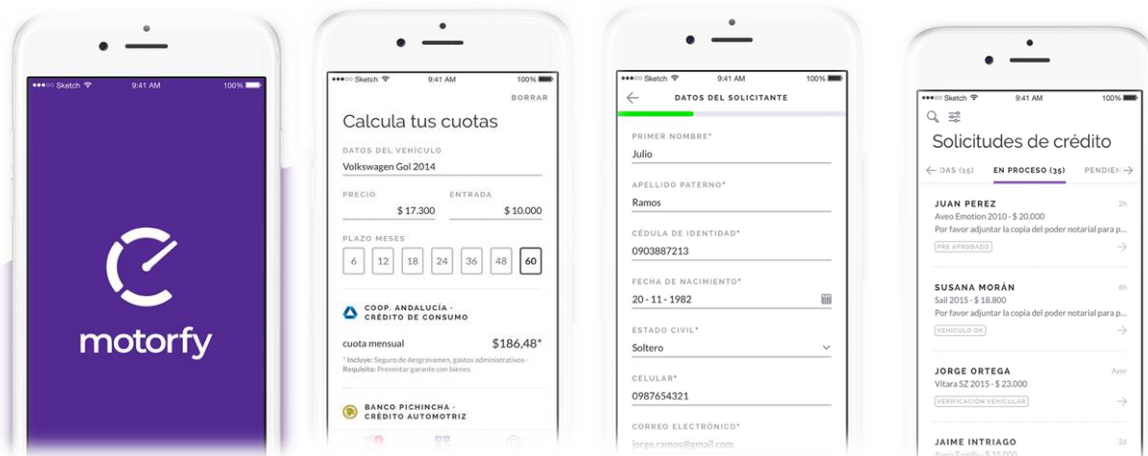 Sketch 9:41 AM 100%
motorfy
Sketch 9:41 AM 100%
BORRAR
Calcula tus cuotas
DATOS DEL VEHÍCULO
Volkswagen Gol 2014
PRECIO ENTRADA
$ 17.300 $ 10.000
PLAZO MESES
6 12 18 24 36 48 60
COOP. ANDALUCÍA -
CRÉDITO DE CONSUMO
cuota mensual $186,48*
* Incluye: Seguro de desgravamen, gastos administrativos -
Requisito: Presentar garante con bienes.
BANCO PICHINCHA -
CRÉDITO AUTOMOTRIZ
Sketch 9:41 AM 100%
DATOS DEL SOLICITANTE
PRIMER NOMBRE*
Julio
APELLIDO PATERNO*
Ramos
CÉDULA DE IDENTIDAD*
0903887213
FECHA DE NACIMIENTO*
20 - 11 - 1982
ESTADO CIVIL*
Soltero
CELULAR*
0987654321
CORREO ELECTRÓNICO*
jorge.ramos@gmail.com
Sketch 9:41 AM 100%
Solicitudes de crédito
DAS (15) EN PROCESO (35) PENDIEN
JUAN PEREZ 2h
Aveo Emotion 2010 - $ 20.000
Por favor adjuntar la copia del poder notarial para p...
PRE APROBADO
SUSANA MORÁN 6h
Sail 2015 - $ 18.800
Por favor adjuntar la copia del poder notarial para p...
VEHÍCULO OK
JORGE ORTEGA Ayer
Vitara SZ 2015 - $ 23.000
VERIFICACIÓN VEHICULAR
JAIME INTRIAGO 2d
Aveo Family - $ 15.000